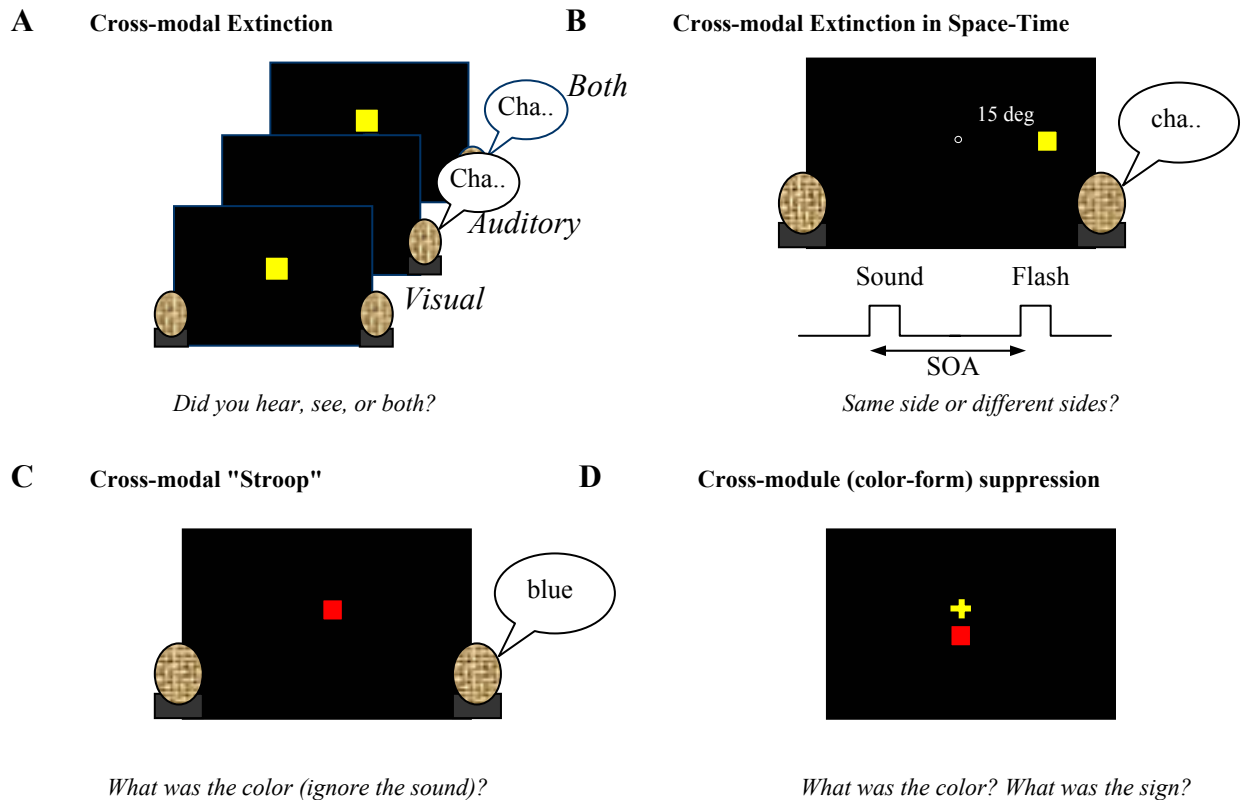 A Cross-modal Extinction
Both
Cha..
Cha..
Auditory
Visual
Did you hear, see, or both?
B Cross-modal Extinction in Space-Time
15 deg
cha..
Sound Flash
SOA
Same side or different sides?
C Cross-modal "Stroop"
blue
What was the color (ignore the sound)?
D Cross-module (color-form) suppression
What was the color? What was the sign?